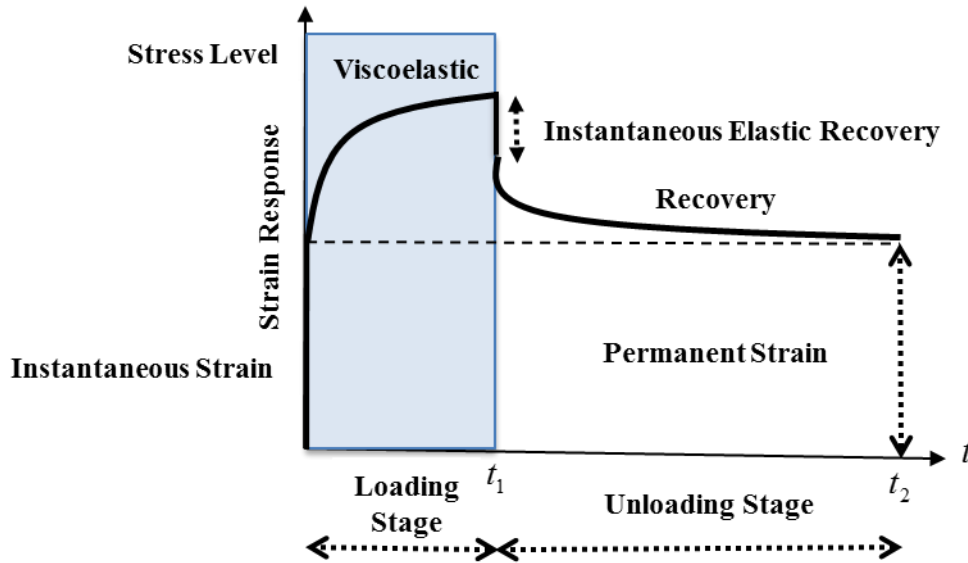 Stress Level
Viscoelastic
Instantaneous Elastic Recovery
Strain Response
Recovery
Instantaneous Strain
Permanent Strain
t
t1
t2
Loading
Stage
Unloading Stage